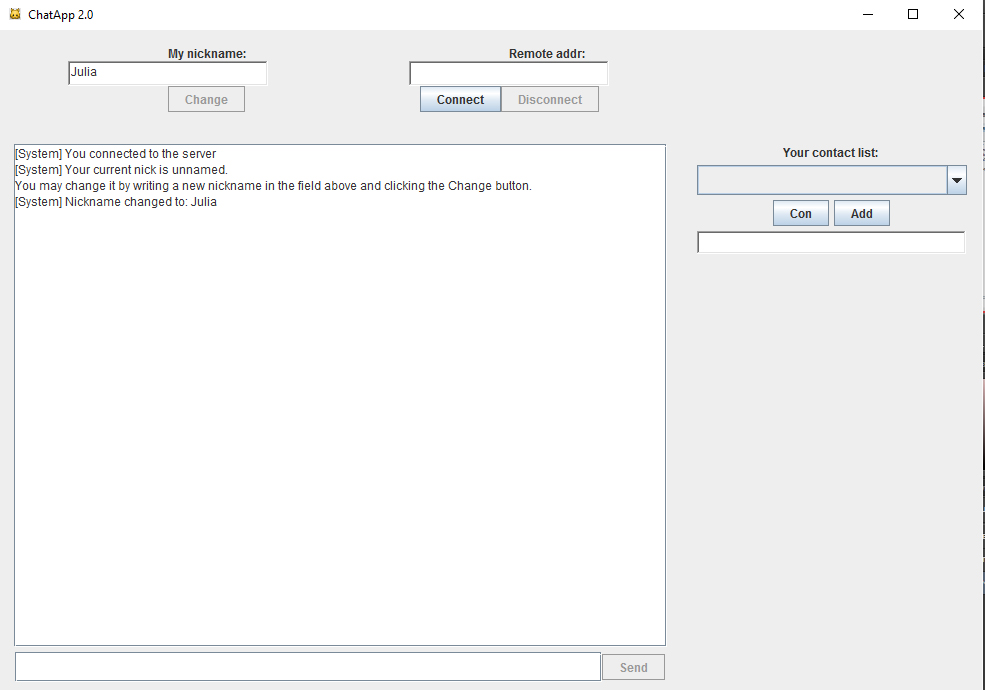 ChatApp 2.0
My nickname:
Remote addr:
Julia
Change
Connect
Disconnect
[System] You connected to the server
[System] Your current nick is unnamed.
You may change it by writing a new nickname in the field above and clicking the Change button.
[System] Nickname changed to: Julia
Your contact list:
Con
Add
Send